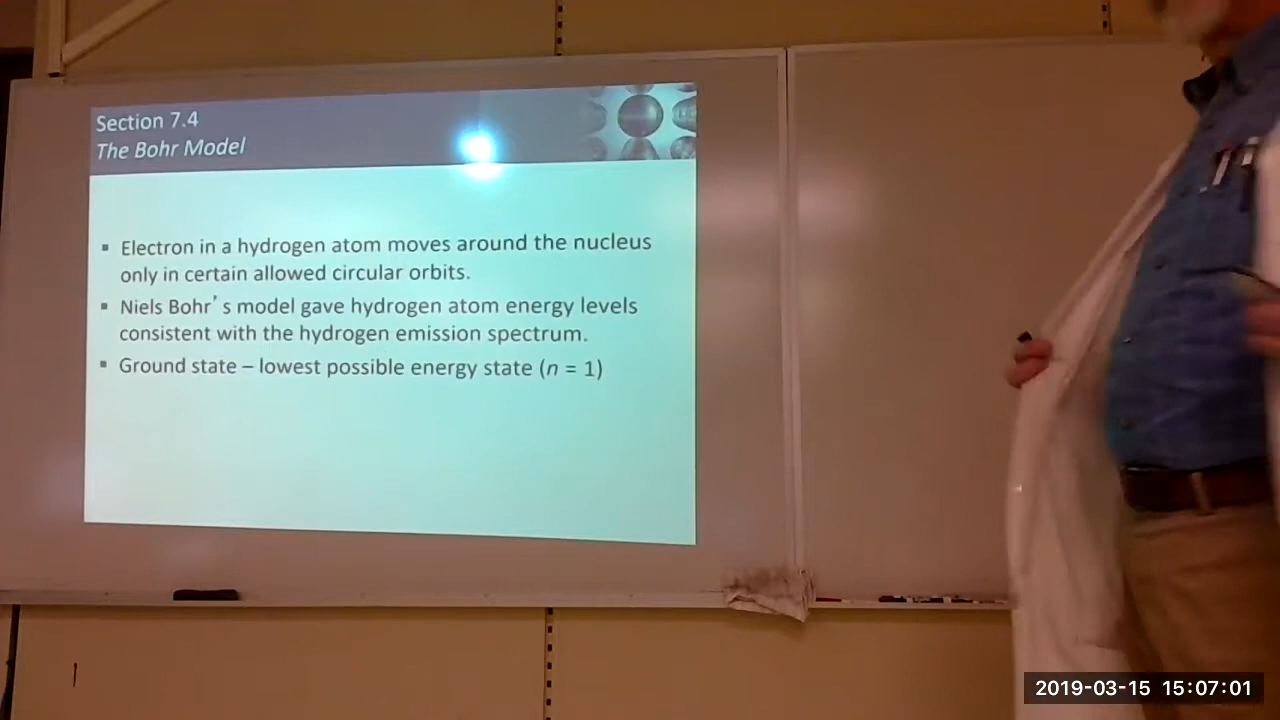 Section 7.4
The Bohr Model
▪ Electron in a hydrogen atom moves around the nucleus
only in certain allowed circular orbits.
▪ Niels Bohr's model gave hydrogen atom energy levels
consistent with the hydrogen emission spectrum.
▪ Ground state – lowest possible energy state (n = 1)
2019-03-15 15:07:01